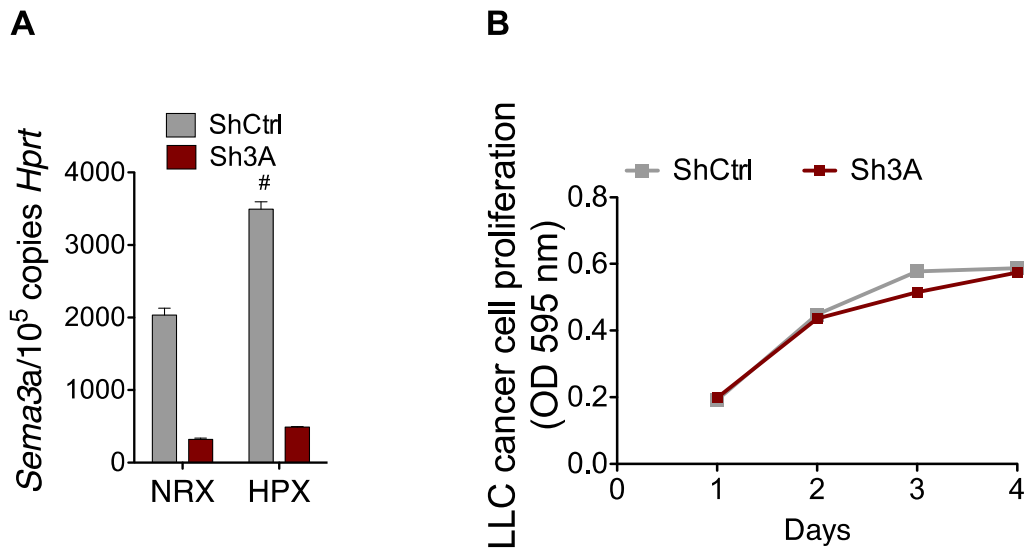 A
ShCtrl
Sh3A
Sema3a/10⁵ copies Hprt
4000
3000
2000
1000
0
#
NRX HPX
B
ShCtrl Sh3A
LLC cancer cell proliferation
(OD 595 nm)
0.8
0.6
0.4
0.2
0.0
0 1 2 3 4
Days